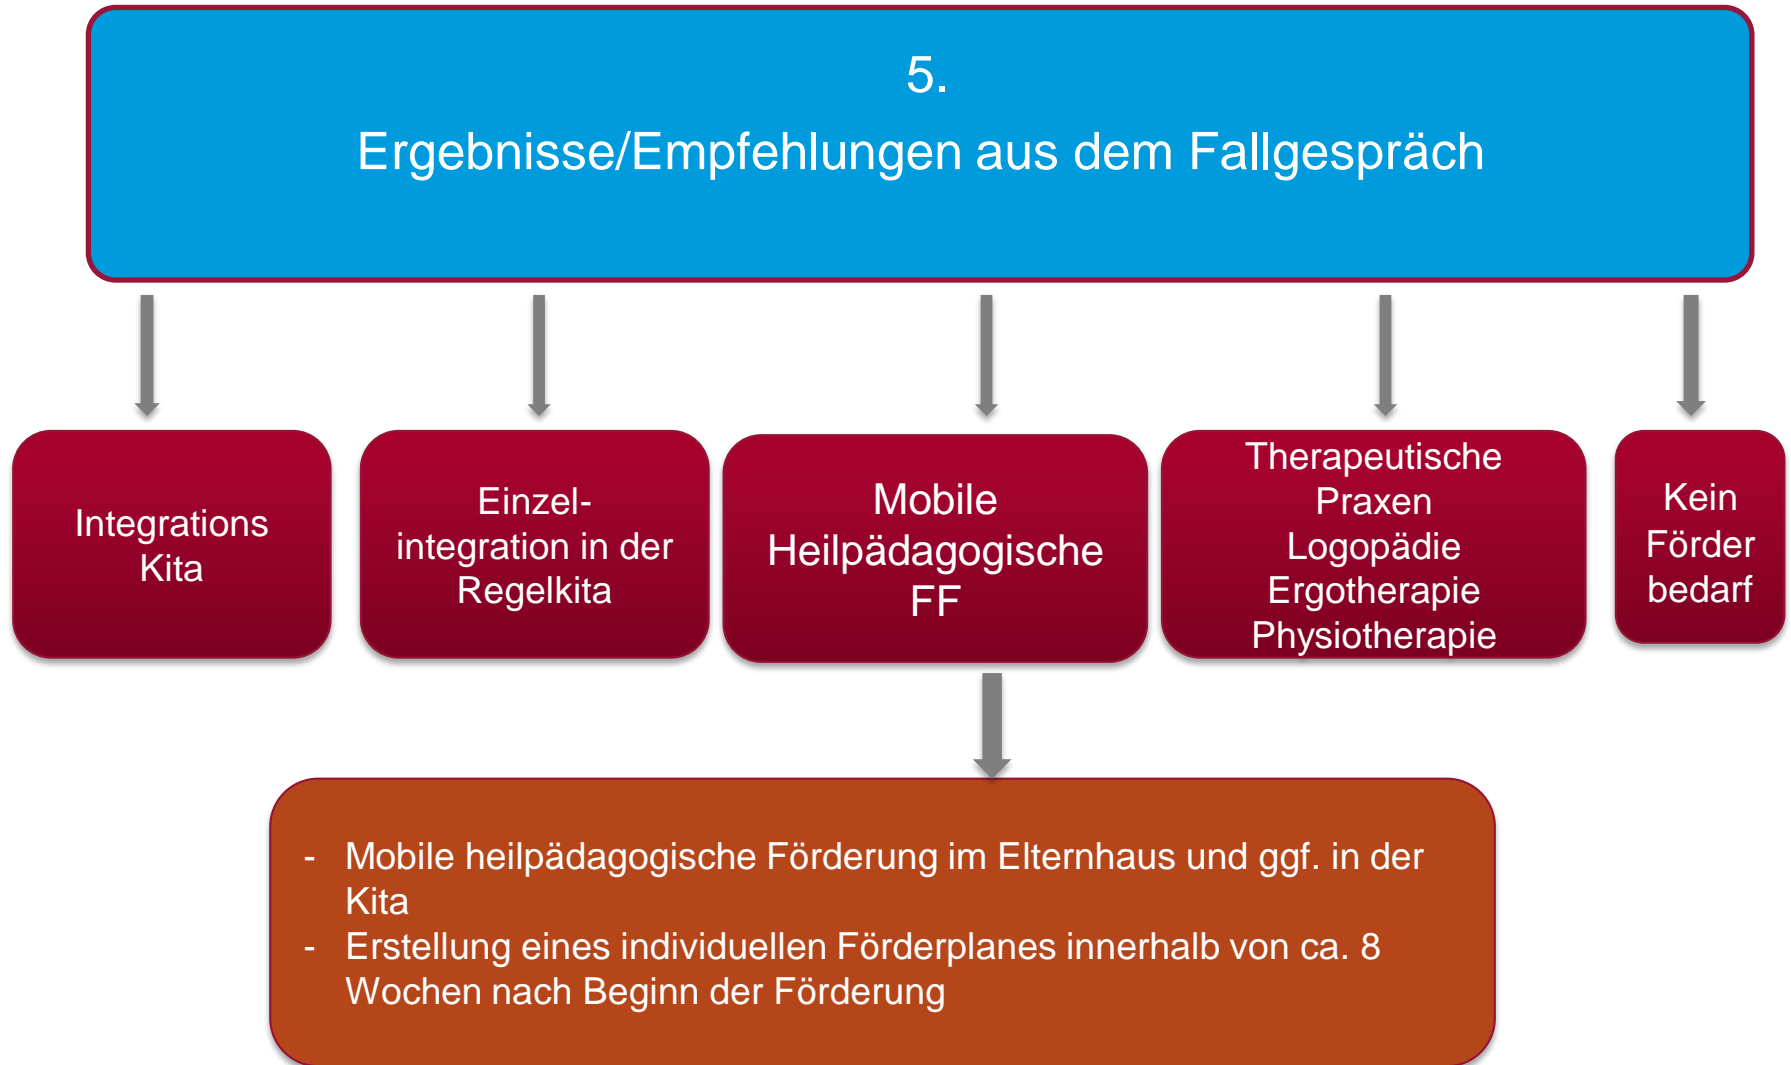 5.
Ergebnisse/Empfehlungen aus dem Fallgespräch
Integrations
Kita
Einzel-
integration in der
Regelkita
Mobile
Heilpädagogische
FF
Therapeutische
Praxen
Logopädie
Ergotherapie
Physiotherapie
Kein
Förder
bedarf
- Mobile heilpädagogische Förderung im Elternhaus und ggf. in der
Kita
- Erstellung eines individuellen Förderplanes innerhalb von ca. 8
Wochen nach Beginn der Förderung